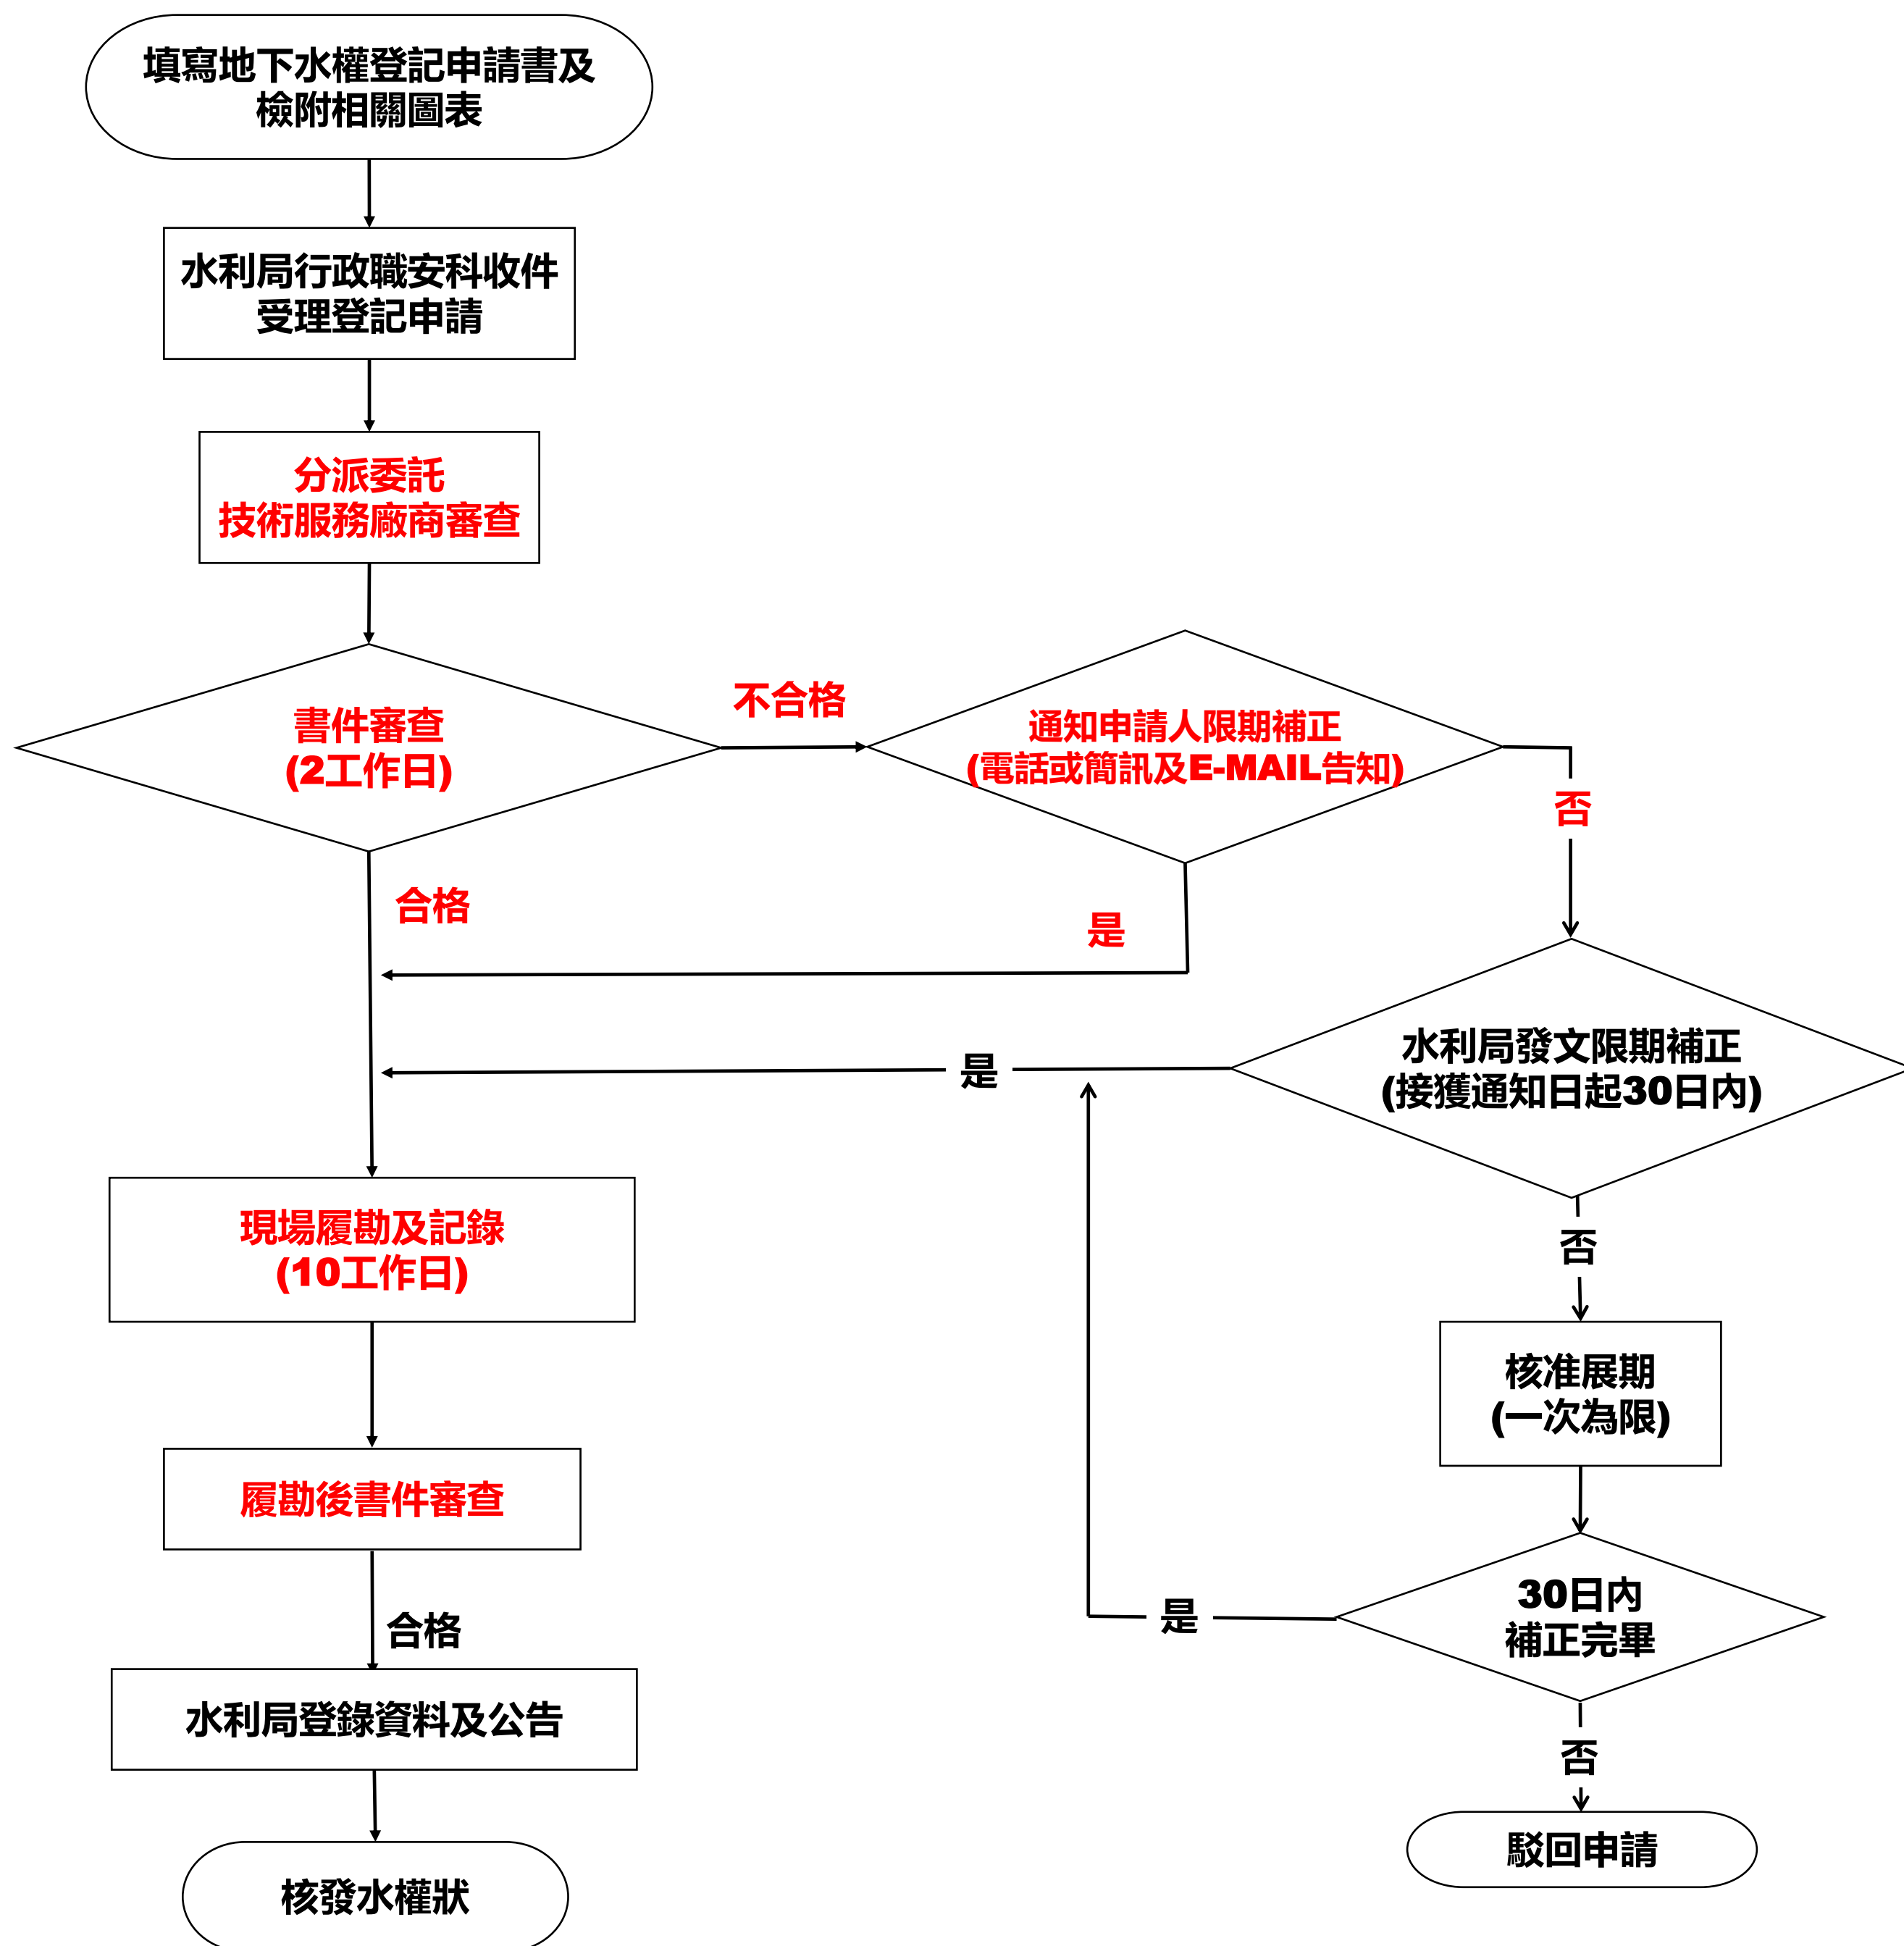 填寫地下水權登記申請書及
檢附相關圖表
水利局行政職安科收件
受理登記申請
分派委託
技術服務廠商審查
書件審查
(2工作日)
不合格
通知申請人限期補正
(電話或簡訊及E-MAIL告知)
否
合格
是
水利局發文限期補正
(接獲通知日起30日內)
是
否
現場履勘及記錄
(10工作日)
核准展期
(一次為限)
履勘後書件審查
30日內
補正完畢
是
合格
水利局登錄資料及公告
否
駁回申請
核發水權狀